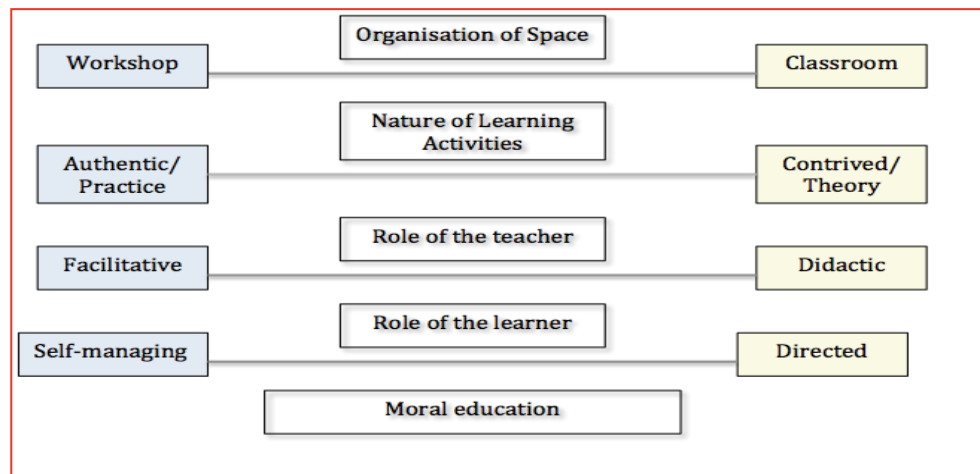 Organisation of Space
Workshop
Classroom
Nature of Learning
Activities
Authentic/
Practice
Contrived/
Theory
Role of the teacher
Facilitative
Didactic
Role of the learner
Self-managing
Directed
Moral education